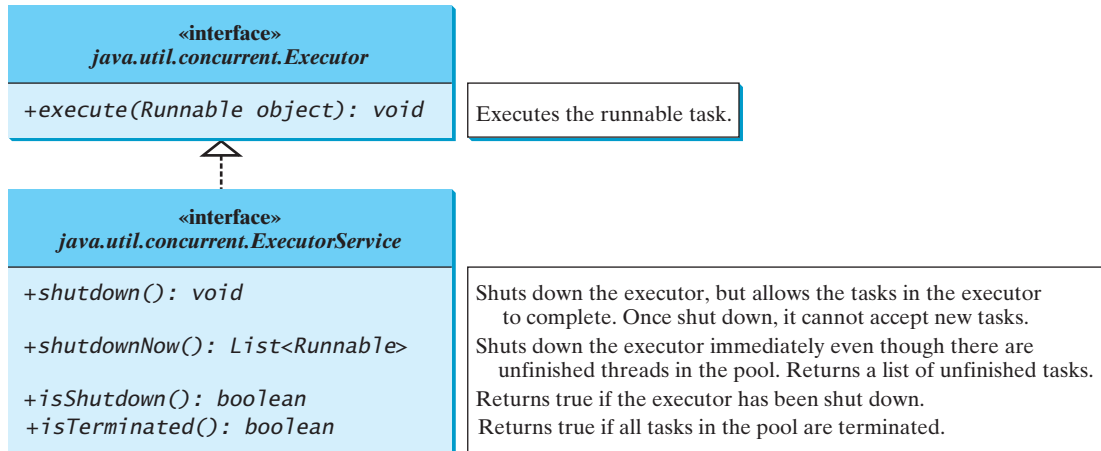 «interface»
java.util.concurrent.Executor
+execute(Runnable object): void
Executes the runnable task.
«interface»
java.util.concurrent.ExecutorService
+shutdown(): void
Shuts down the executor, but allows the tasks in the executor
to complete. Once shut down, it cannot accept new tasks.
+shutdownNow(): List<Runnable>
Shuts down the executor immediately even though there are
unfinished threads in the pool. Returns a list of unfinished tasks.
+isShutdown(): boolean
Returns true if the executor has been shut down.
+isTerminated(): boolean
Returns true if all tasks in the pool are terminated.